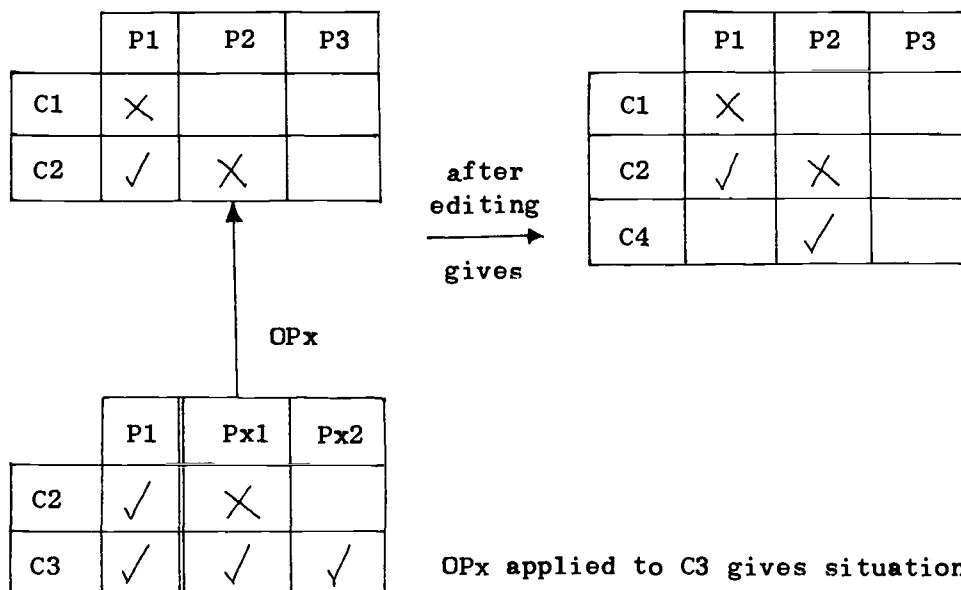 P1 P2 P3
C1 ✗
C2 ✓ ✗
after
editing
gives
P1 P2 P3
C1 ✗
C2 ✓ ✗
C4 ✓
OPx
P1 Px1 Px2
C2 ✓ ✗
C3 ✓ ✓ ✓
OPx applied to C3 gives situation